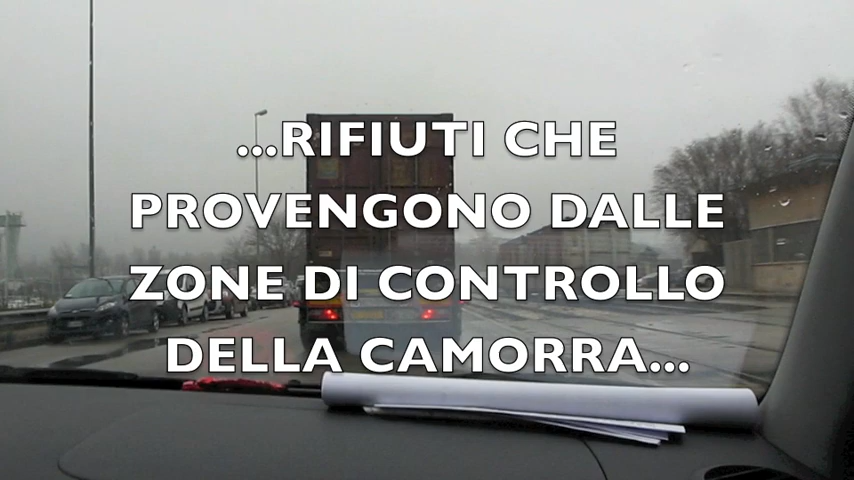 ...RIFIUTI CHE
PROVENGONO DALLE
ZONE DI CONTROLLO
DELLA CAMORRA...